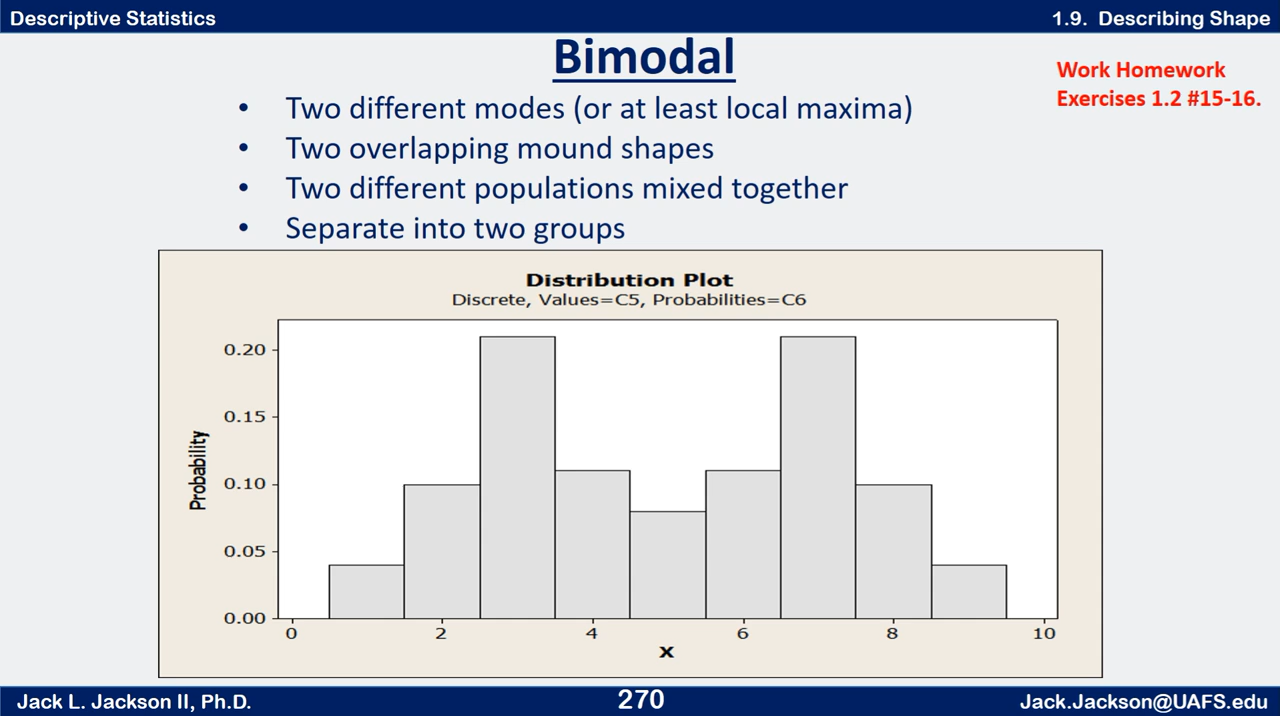 Descriptive Statistics
1.9. Describing Shape
Bimodal
Work Homework
Exercises 1.2 #15-16.
• Two different modes (or at least local maxima)
• Two overlapping mound shapes
• Two different populations mixed together
• Separate into two groups
Distribution Plot
Discrete, Values=C5, Probabilities=C6
0.20
0.15
0.10
0.05
0.00
Probability
0 2 4 6 8 10
x
Jack L. Jackson II, Ph.D.
270
Jack.Jackson@UAFS.edu